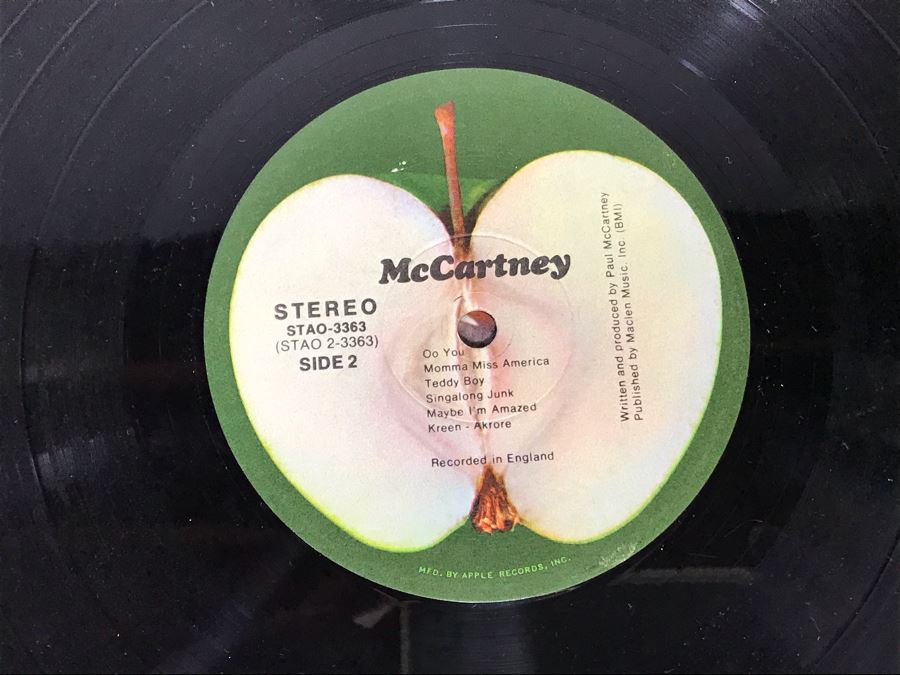 McCartney
STEREO
STAO-3363
(STAO 2-3363)
SIDE 2
Oo You
Momma Miss America
Teddy Boy
Singalong Junk
Maybe I'm Amazed
Kreen - Akrore
Recorded in England
Written and produced by Paul McCartney
Published by Maclen Music. Inc. (BMI)
MFD. BY APPLE RECORDS, INC.